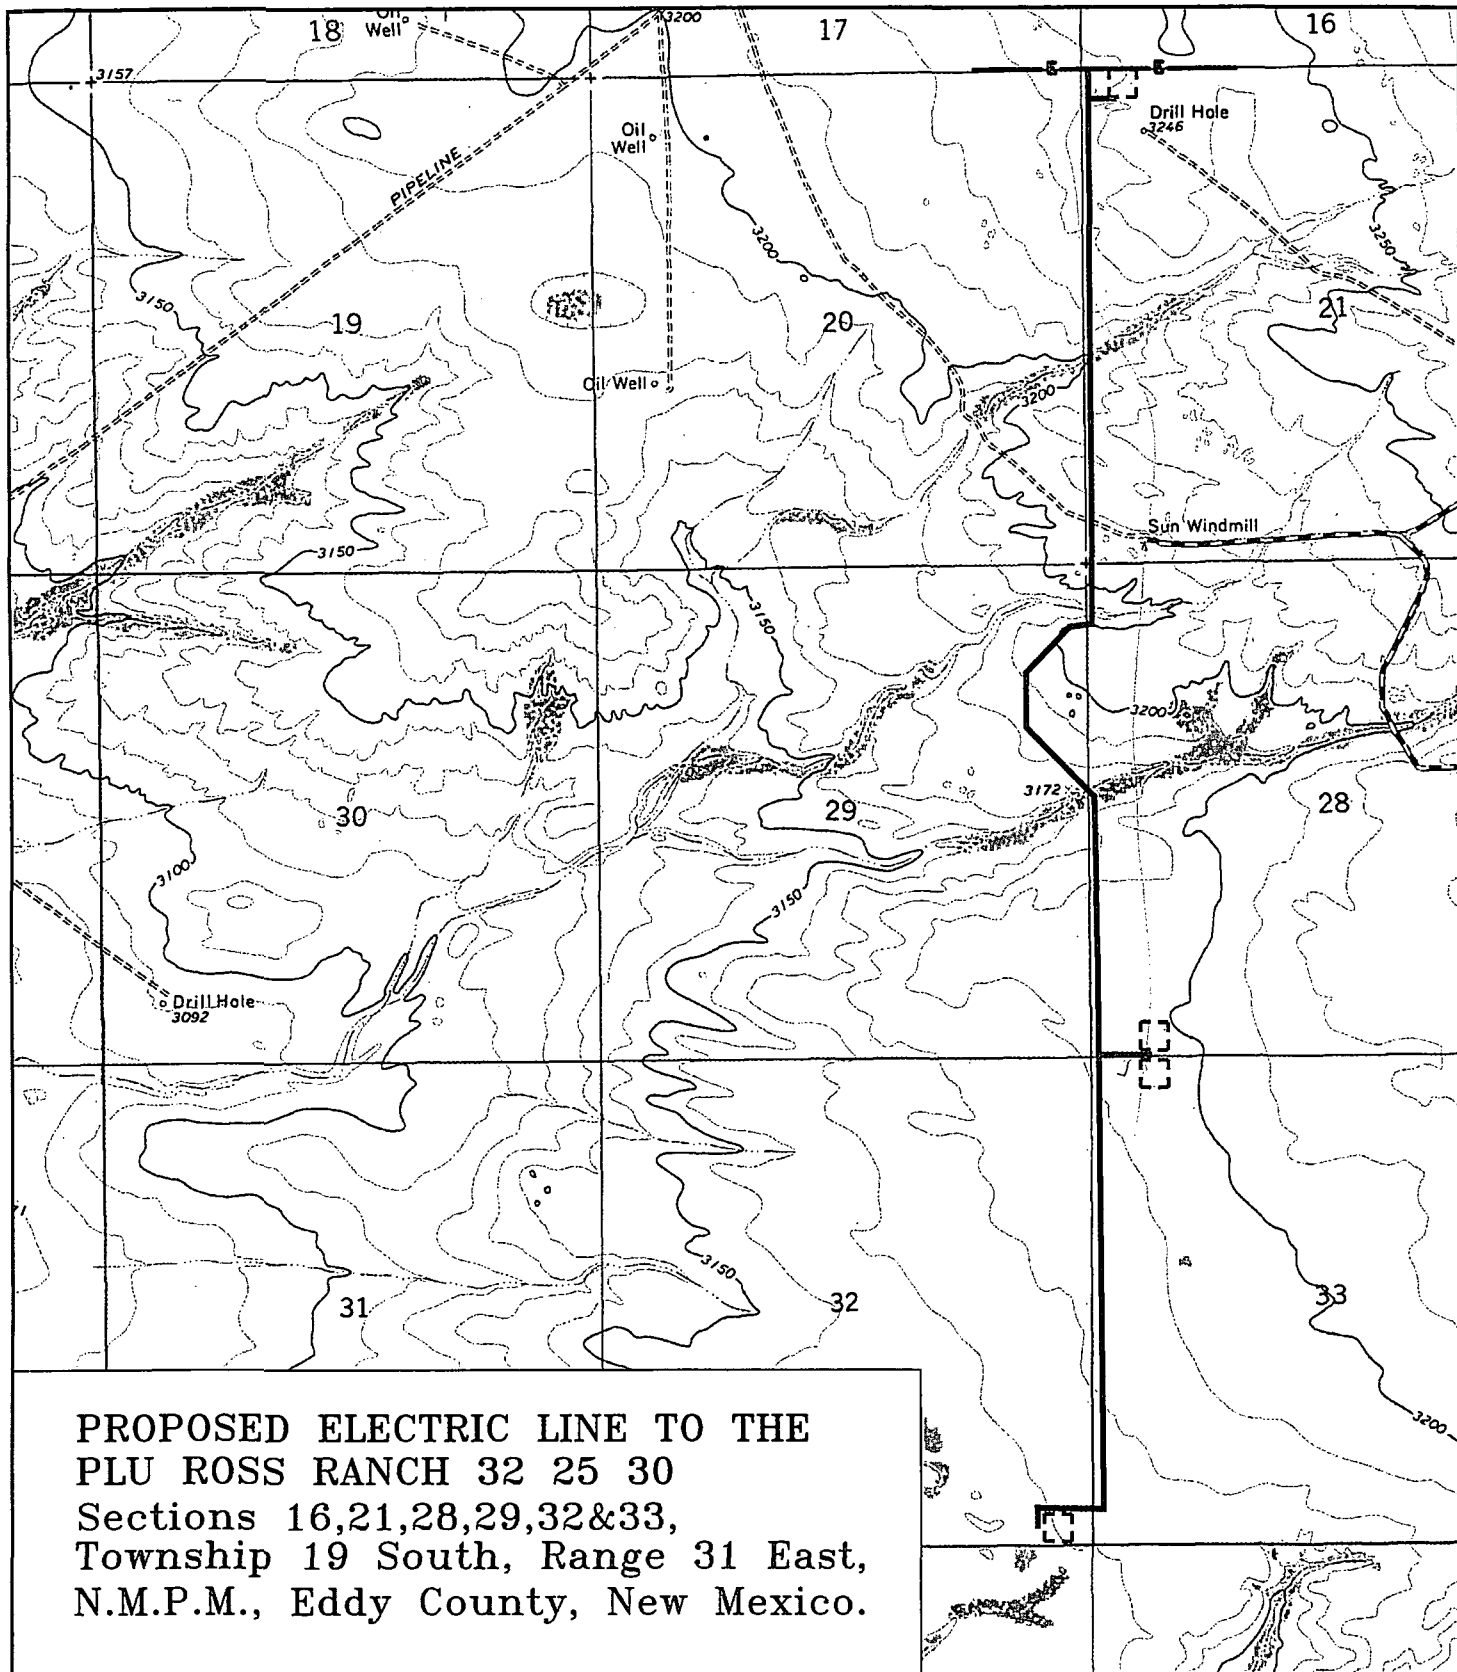 18
Oil
Well
3200
17
16
3157
E
E
Oil
Well
Drill Hole
3246
PIPELINE
3200
3250
3150
19
20
21
Oil Well
3200
Sun Windmill
3150
3150
3200
3172
30
29
28
3100
3150
Drill Hole
3092
3150
31
32
33
3200
PROPOSED ELECTRIC LINE TO THE
PLU ROSS RANCH 32 25 30
Sections 16,21,28,29,32&33,
Township 19 South, Range 31 East,
N.M.P.M., Eddy County, New Mexico.